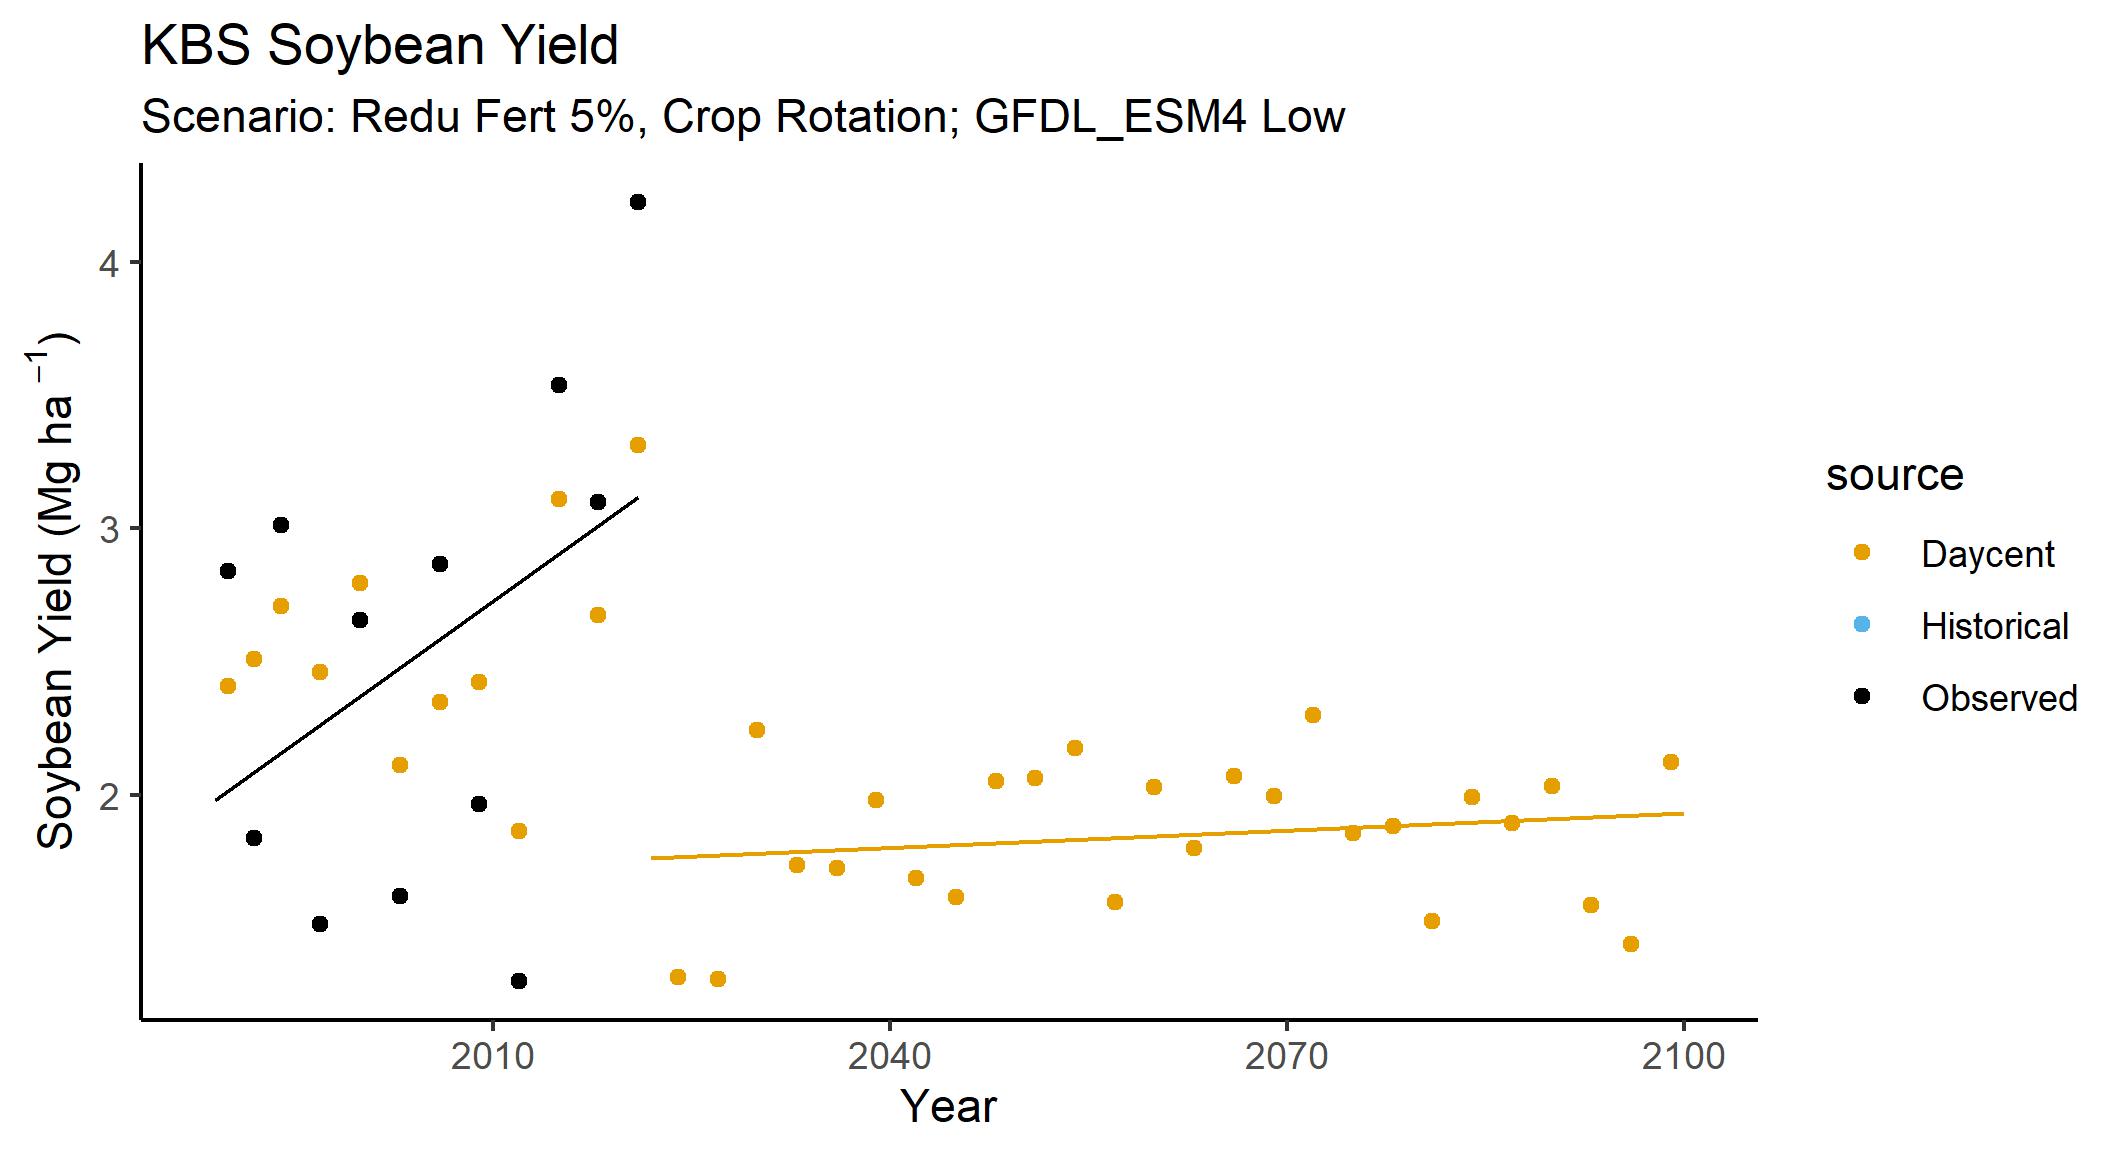 KBS Soybean Yield
Scenario: Redu Fert 5%, Crop Rotation; GFDL_ESM4 Low
Soybean Yield (Mg ha⁻¹)
4
3
2
2010
2040
2070
2100
Year
source
Daycent
Historical
Observed